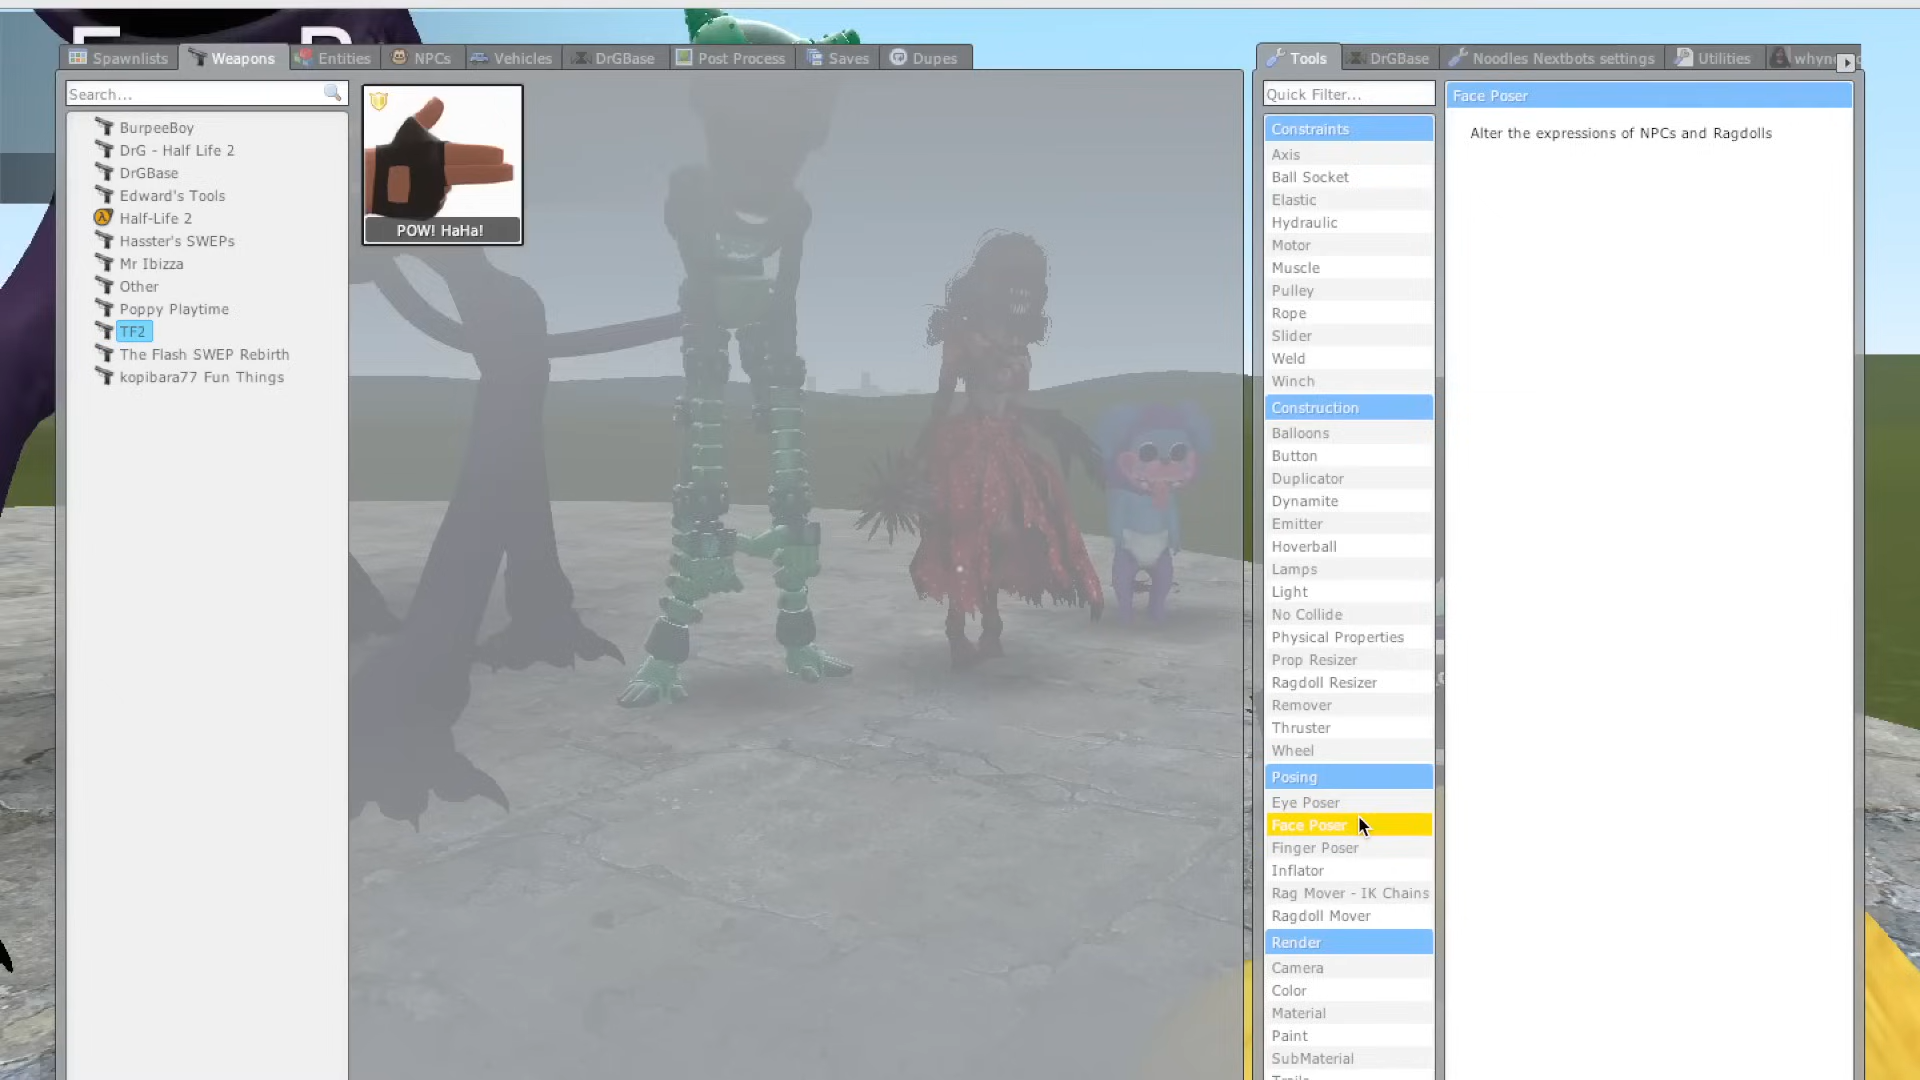 Spawnlists
Weapons
Entities
NPCs
Vehicles
DrGBase
Post Process
Saves
Dupes
Search...
BurpeeBoy
DrG - Half Life 2
DrGBase
Edward's Tools
Half-Life 2
Hasster's SWEPs
Mr Ibizza
Other
Poppy Playtime
TF2
The Flash SWEP Rebirth
kopibara77 Fun Things
POW! HaHa!
Tools
DrGBase
Noodles Nextbots settings
Utilities
Quick Filter...
Constraints
Axis
Ball Socket
Elastic
Hydraulic
Motor
Muscle
Pulley
Rope
Slider
Weld
Winch
Construction
Balloons
Button
Duplicator
Dynamite
Emitter
Hoverball
Lamps
Light
No Collide
Physical Properties
Prop Resizer
Ragdoll Resizer
Remover
Thruster
Wheel
Posing
Eye Poser
Face Poser
Finger Poser
Inflator
Rag Mover - IK Chains
Ragdoll Mover
Render
Camera
Color
Material
Paint
SubMaterial
Face Poser
Alter the expressions of NPCs and Ragdolls